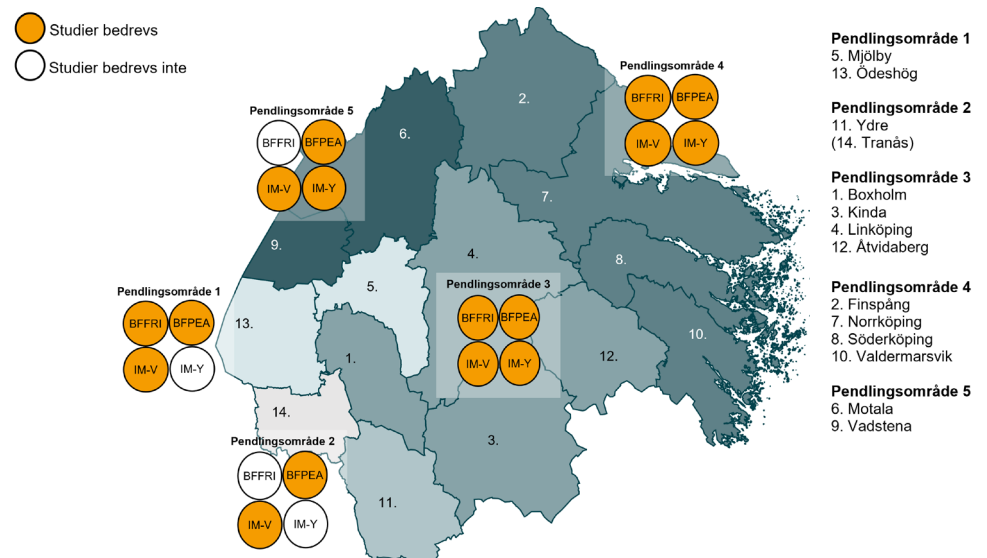 Studier bedrevs
Studier bedrevs inte
Pendlingsområde 5
BFFRI BFPEA
IM-V IM-Y
Pendlingsområde 4
BFFRI BFPEA
IM-V IM-Y
Pendlingsområde 1
BFFRI BFPEA
IM-V IM-Y
Pendlingsområde 3
BFFRI BFPEA
IM-V IM-Y
Pendlingsområde 2
BFFRI BFPEA
IM-V IM-Y
2.
6.
7.
9.
4.
8.
5.
13.
10.
1.
12.
14.
3.
11.
Pendlingsområde 1
5. Mjölby
13. Ödeshög
Pendlingsområde 2
11. Ydre
(14. Tranås)
Pendlingsområde 3
1. Boxholm
3. Kinda
4. Linköping
12. Åtvidaberg
Pendlingsområde 4
2. Finspång
7. Norrköping
8. Söderköping
10. Valdermarsvik
Pendlingsområde 5
6. Motala
9. Vadstena